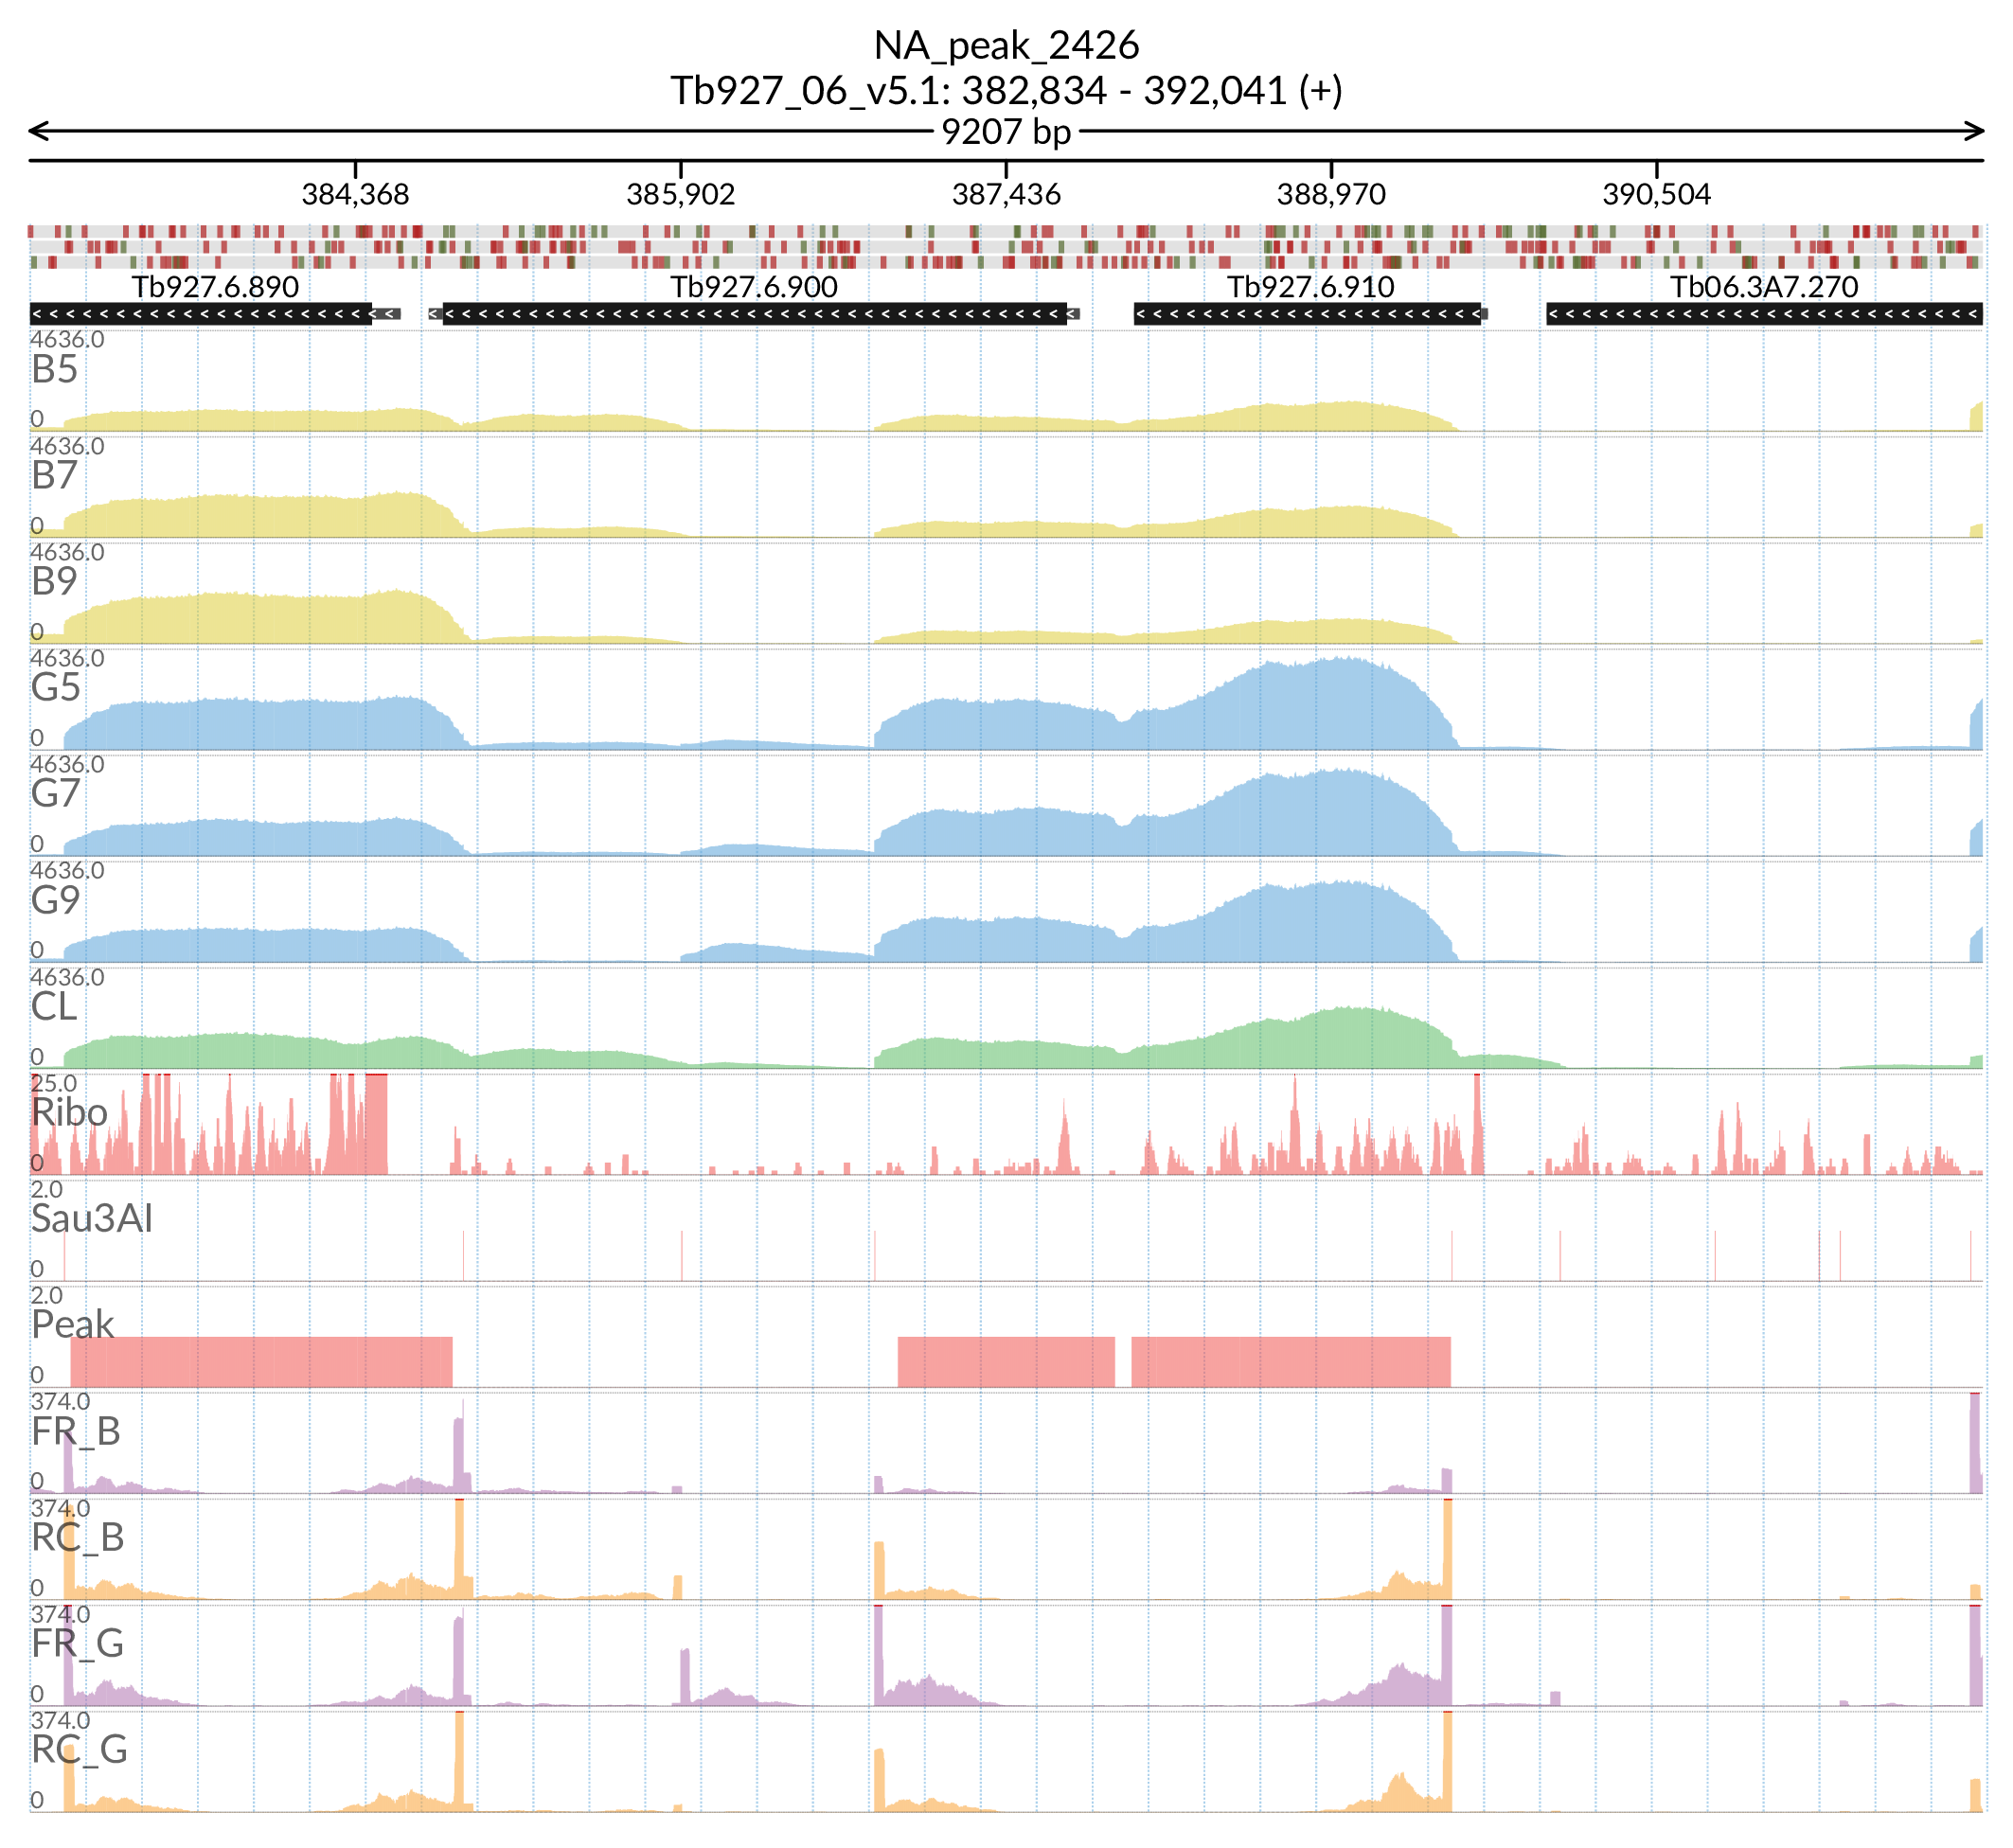 NA_peak_2426
Tb927_06_v5.1: 382,834 - 392,041 (+)
9207 bp
384,368 385,902 387,436 388,970 390,504
Tb927.6.890 Tb927.6.900 Tb927.6.910 Tb06.3A7.270
4636.0
B5
0
4636.0
B7
0
4636.0
B9
0
4636.0
G5
0
4636.0
G7
0
4636.0
G9
0
4636.0
CL
0
25.0
Ribo
0
2.0
Sau3AI
0
2.0
Peak
0
374.0
FR_B
0
374.0
RC_B
0
374.0
FR_G
0
374.0
RC_G
0